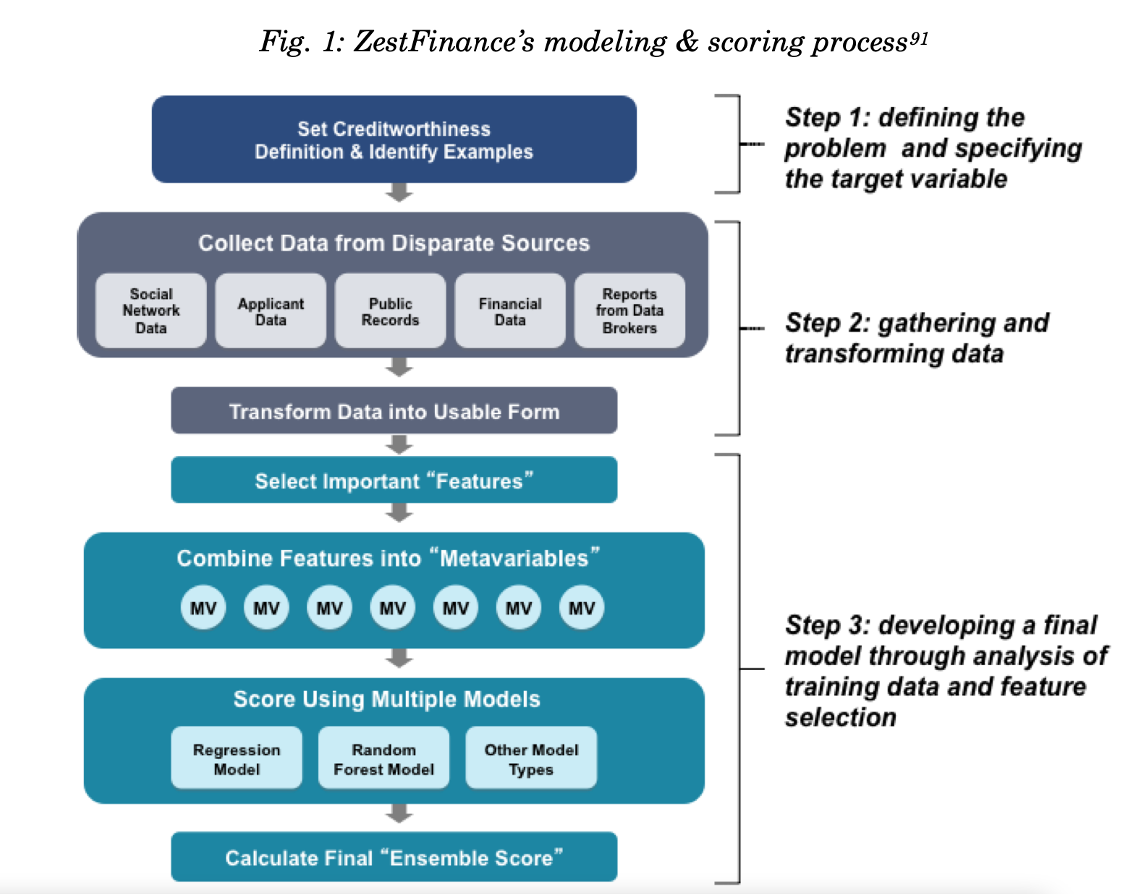 Fig. 1: ZestFinance's modeling & scoring process91
Set Creditworthiness
Definition & Identify Examples
Step 1: defining the
problem and specifying
the target variable
Collect Data from Disparate Sources
Social
Network
Data
Applicant
Data
Public
Records
Financial
Data
Reports
from Data
Brokers
Transform Data into Usable Form
Step 2: gathering and
transforming data
Select Important “Features”
Combine Features into “Metavariables”
MV MV MV MV MV MV MV
Score Using Multiple Models
Regression
Model
Random
Forest Model
Other Model
Types
Calculate Final “Ensemble Score”
Step 3: developing a final
model through analysis of
training data and feature
selection